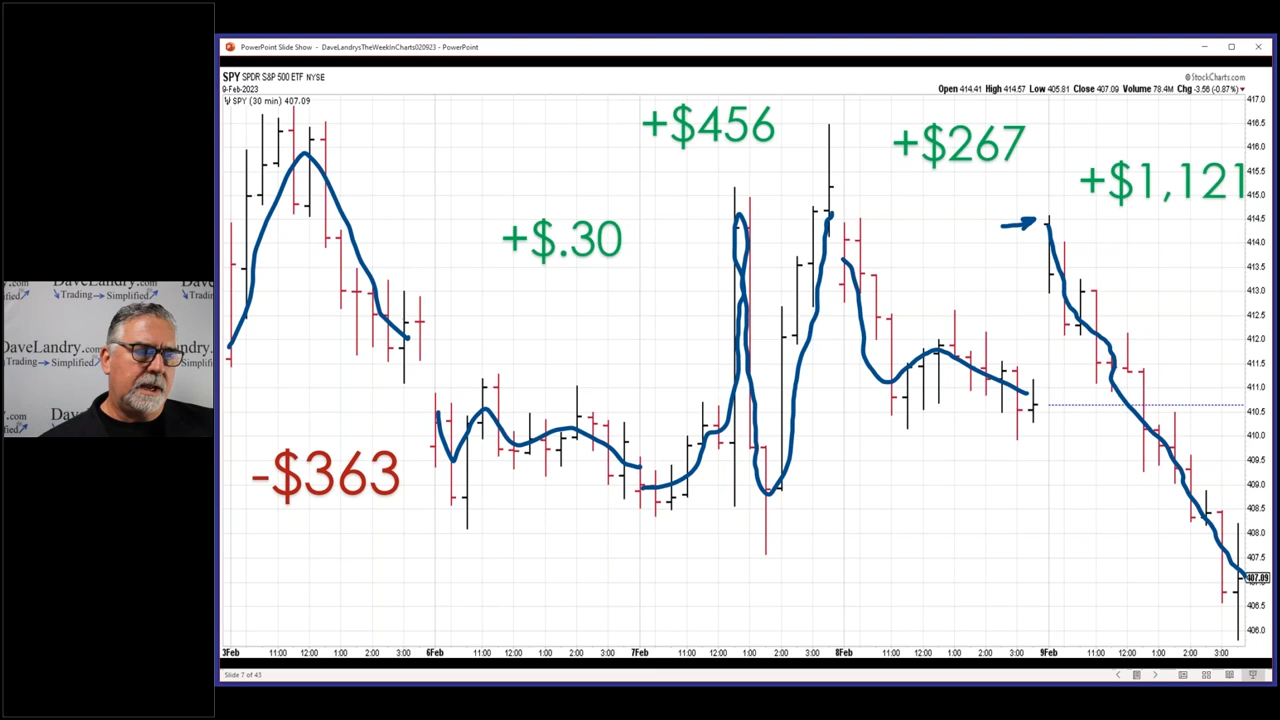 PowerPoint Slide Show - DaveLandrysTheWeekInCharts020923 - PowerPoint
SPY SPDR S&P 500 ETF NYSE
© StockCharts.com
9-Feb-2023
Open 414.41 High 414.57 Low 405.81 Close 407.09 Volume 78.4M Chg -3.56 (-0.87%)
SPY (30 min) 407.09
417.0
416.5
416.0
415.5
415.0
414.5
414.0
413.5
413.0
412.5
412.0
411.5
411.0
410.5
410.0
409.5
409.0
408.5
408.0
407.5
407.09
406.5
406.0
+$456
+$267
+$1,121
+$.30
-$363
3Feb 11:00 12:00 1:00 2:00 3:00 6Feb 11:00 12:00 1:00 2:00 3:00 7Feb 11:00 12:00 1:00 2:00 3:00 8Feb 11:00 12:00 1:00 2:00 3:00 9Feb 11:00 12:00 1:00 2:00 3:00
Slide 7 of 43
DaveLandry.com
Trading Simplified
DaveLandry.com
Trading Simplified
DaveLandry.com